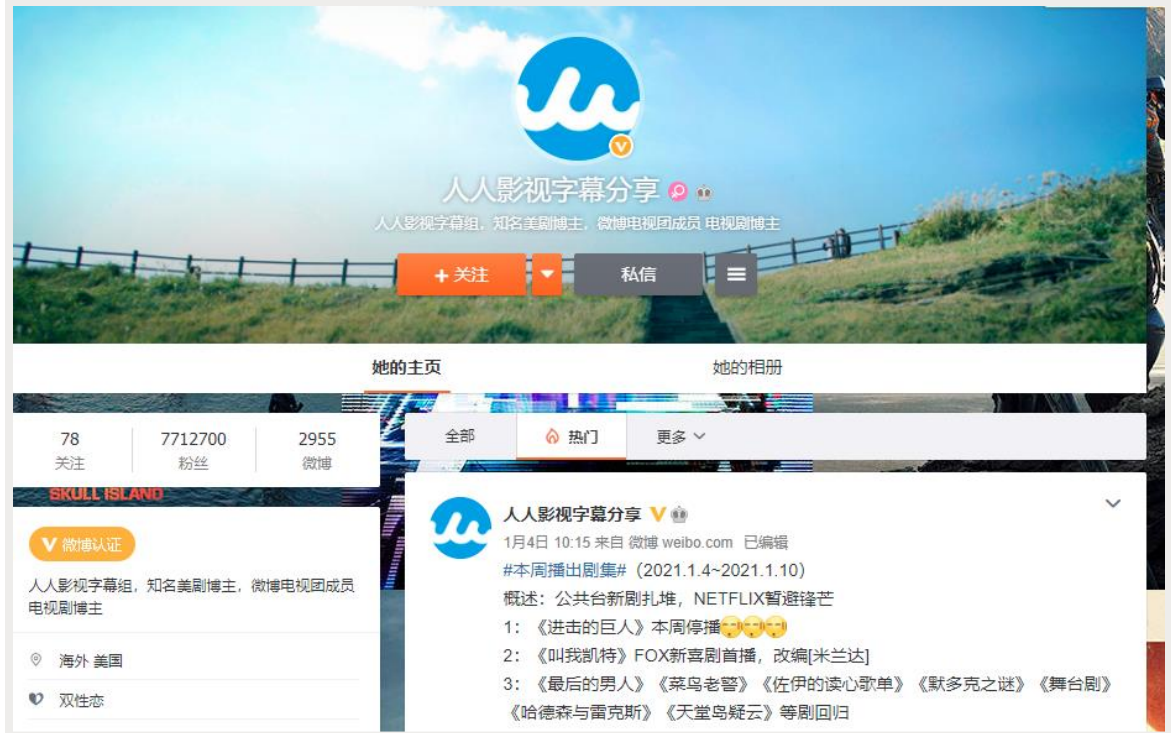 人人影视字幕分享
人人影视字幕组，知名美剧博主，微博电视团成员 电视剧博主
+关注
私信
她的主页
她的相册
78
关注
7712700
粉丝
2955
微博
全部
热门
更多
SKULL ISLAND
V 微博认证
人人影视字幕组，知名美剧博主，微博电视团成员
电视剧博主
海外 美国
双性恋
人人影视字幕分享
1月4日 10:15 来自 微博 weibo.com 已编辑
#本周播出剧集#（2021.1.4~2021.1.10）
概述：公共台新剧扎堆，NETFLIX暂避锋芒
1：《进击的巨人》本周停播
2：《叫我凯特》FOX新喜剧首播，改编[米兰达]
3：《最后的男人》《菜鸟老警》《佐伊的读心歌单》《默多克之谜》《舞台剧》
《哈德森与雷克斯》《天堂岛疑云》等剧回归